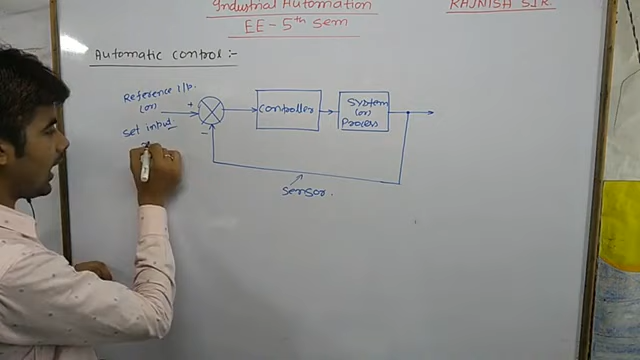 Industrial Automation
EE - 5th sem
RAJNISH SIR.
Automatic control :-
Reference I/p.
(or)
set input
+
-
controller
System
(or)
Process
sensor.